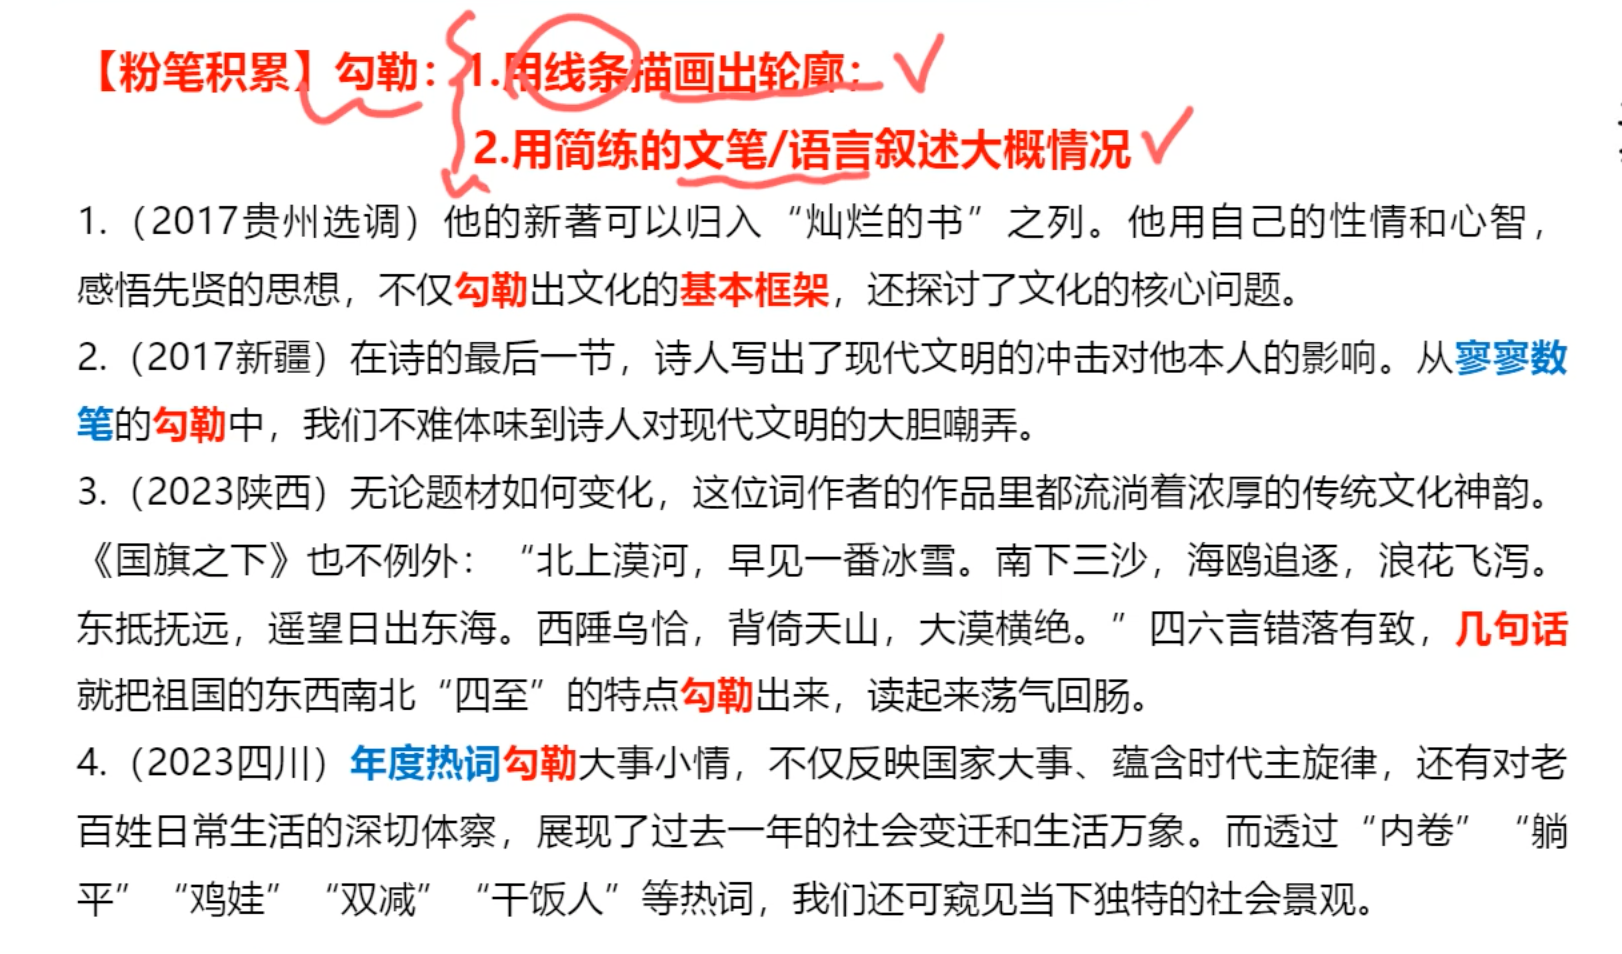 【粉笔积累】勾勒：1.用线条描画出轮廓；
2.用简练的文笔/语言叙述大概情况
1.（2017贵州选调）他的新著可以归入“灿烂的书”之列。他用自己的性情和心智，
感悟先贤的思想，不仅勾勒出文化的基本框架，还探讨了文化的核心问题。
2.（2017新疆）在诗的最后一节，诗人写出了现代文明的冲击对他本人的影响。从寥寥数
笔的勾勒中，我们不难体味到诗人对现代文明的大胆嘲弄。
3.（2023陕西）无论题材如何变化，这位词作者的作品里都流淌着浓厚的传统文化神韵。
《国旗之下》也不例外：“北上漠河，早见一番冰雪。南下三沙，海鸥追逐，浪花飞泻。
东抵抚远，遥望日出东海。西陲乌恰，背倚天山，大漠横绝。”四六言错落有致，几句话
就把祖国的东西南北“四至”的特点勾勒出来，读起来荡气回肠。
4.（2023四川）年度热词勾勒大事小情，不仅反映国家大事、蕴含时代主旋律，还有对老
百姓日常生活的深切体察，展现了过去一年的社会变迁和生活万象。而透过“内卷”“躺
平”“鸡娃”“双减”“干饭人”等热词，我们还可窥见当下独特的社会景观。